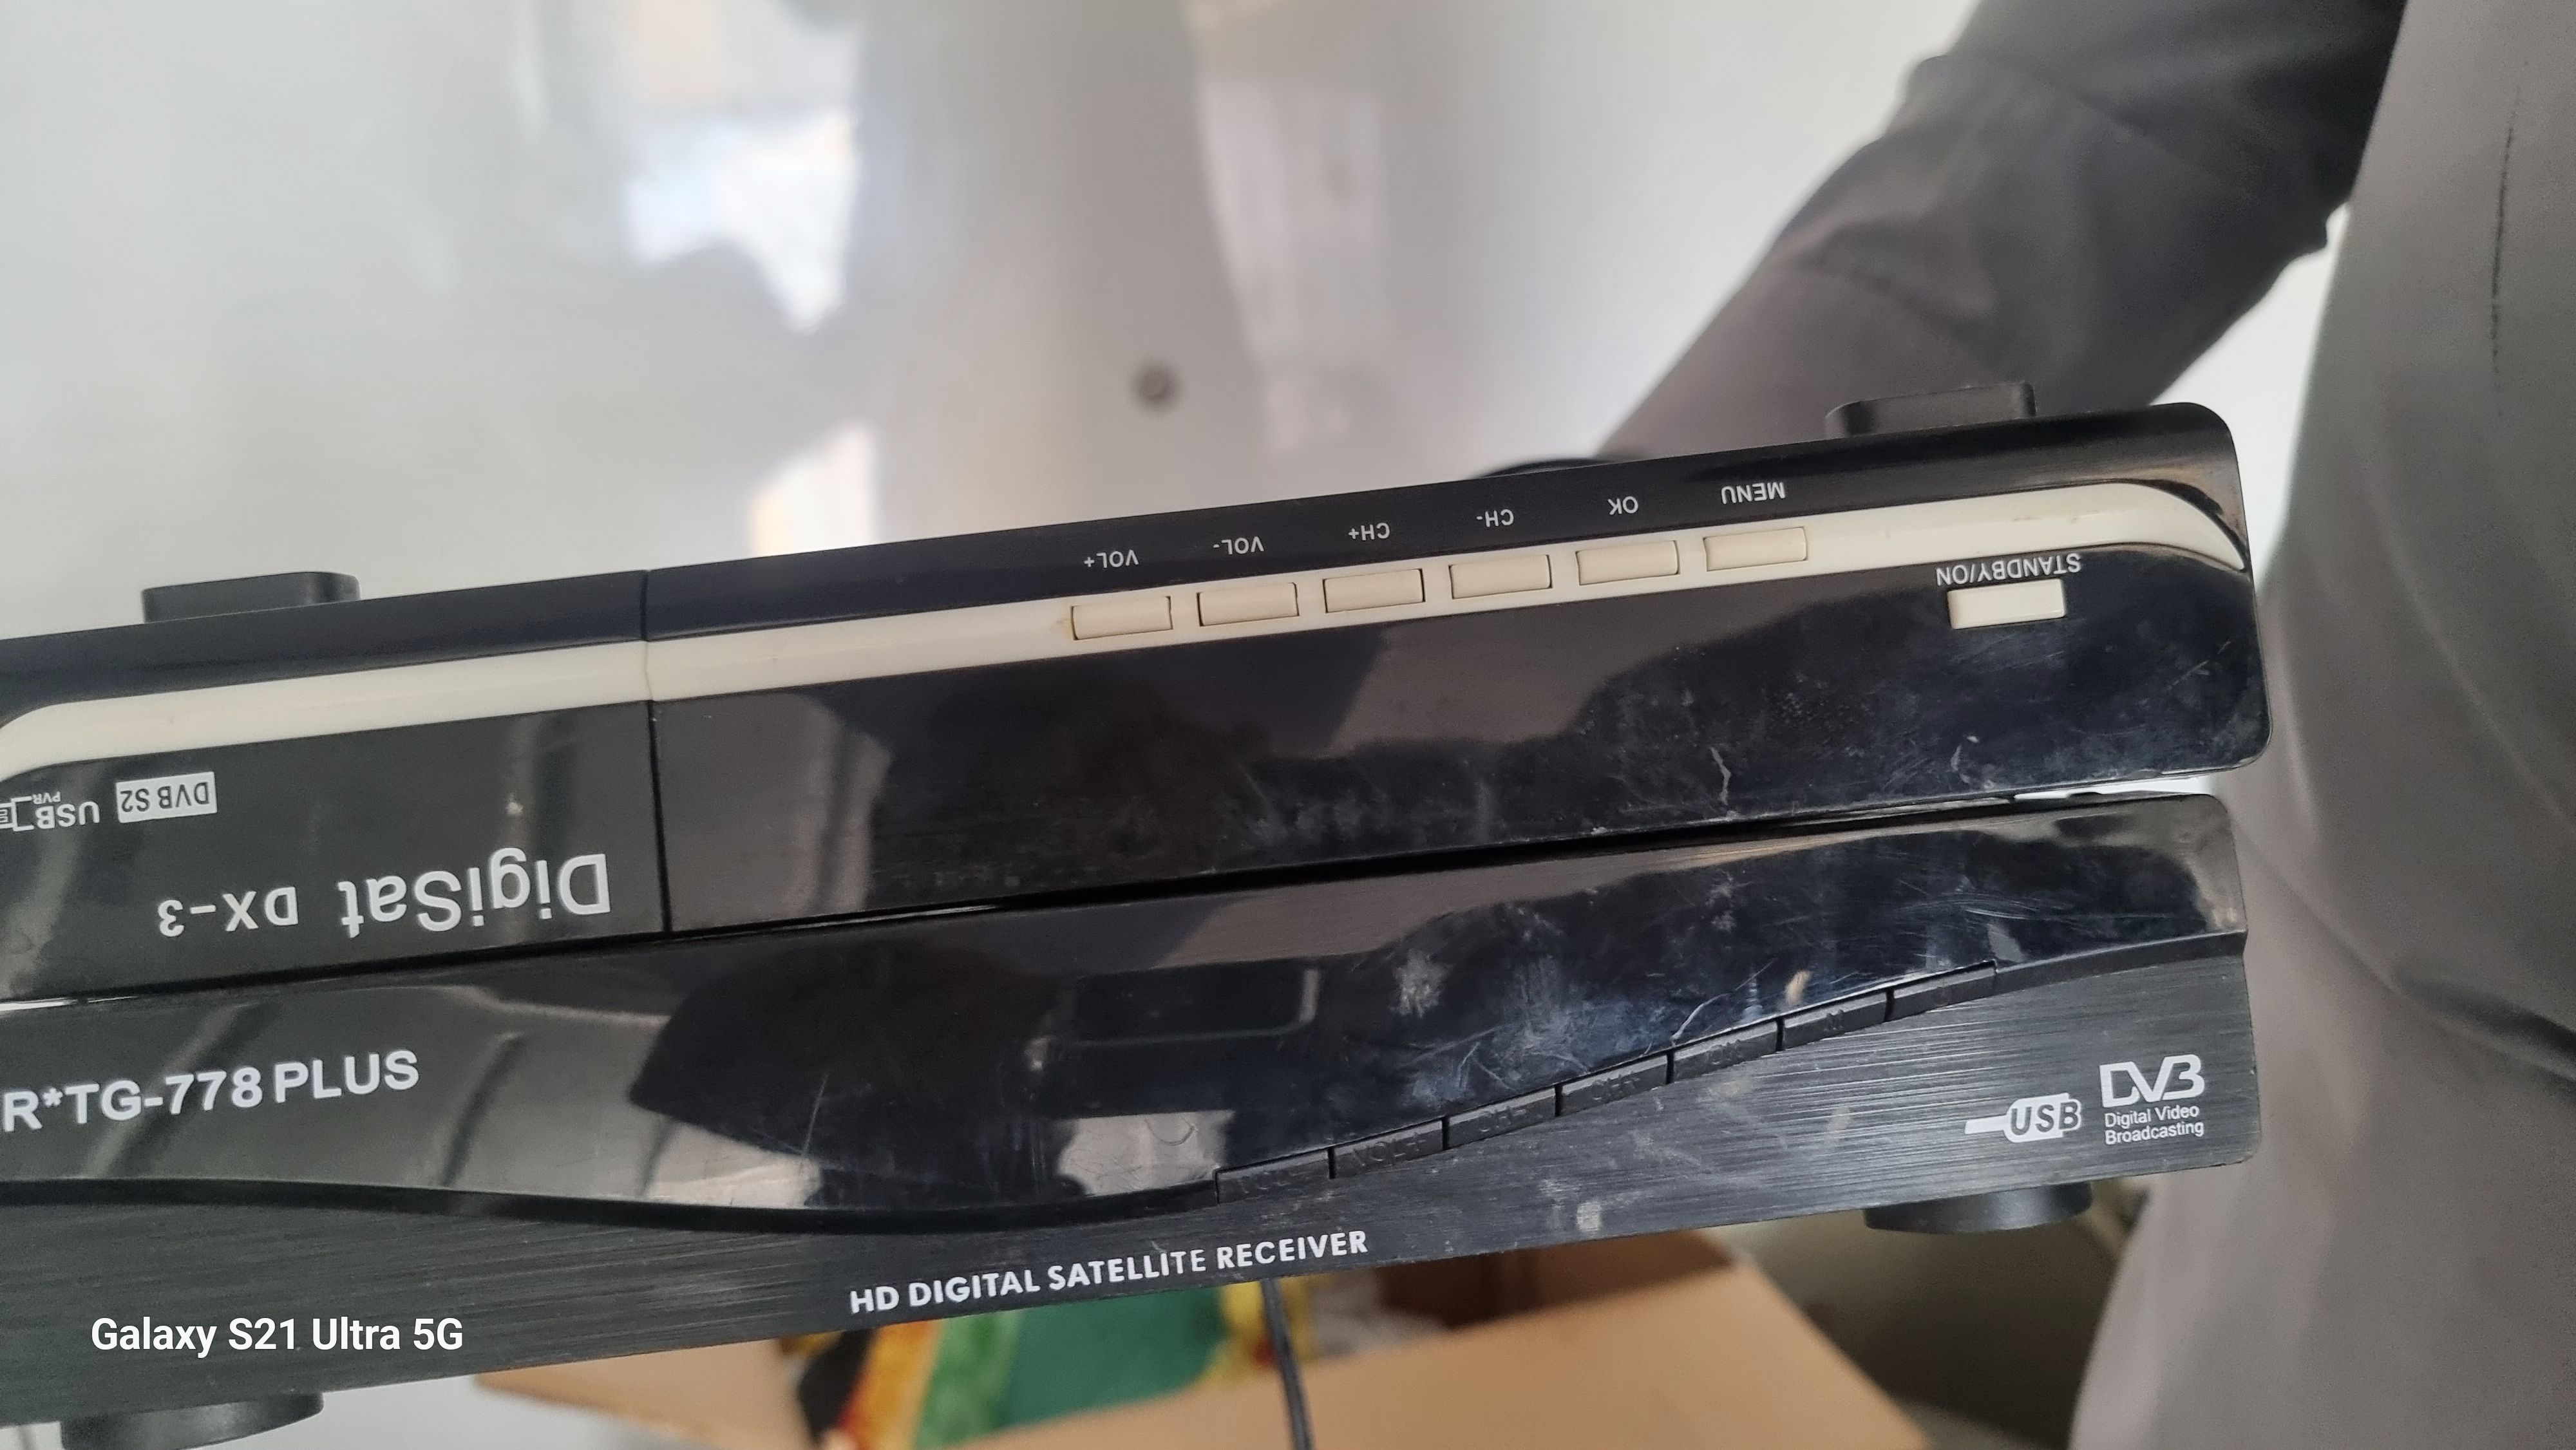 MENU
OK
CH-
CH+
VOL-
VOL+
STANDBY/ON
DVB S2
USB
PVR
DigiSat DX-3
R*TG-778 PLUS
USB
DVB
Digital Video
Broadcasting
HD DIGITAL SATELLITE RECEIVER
Galaxy S21 Ultra 5G